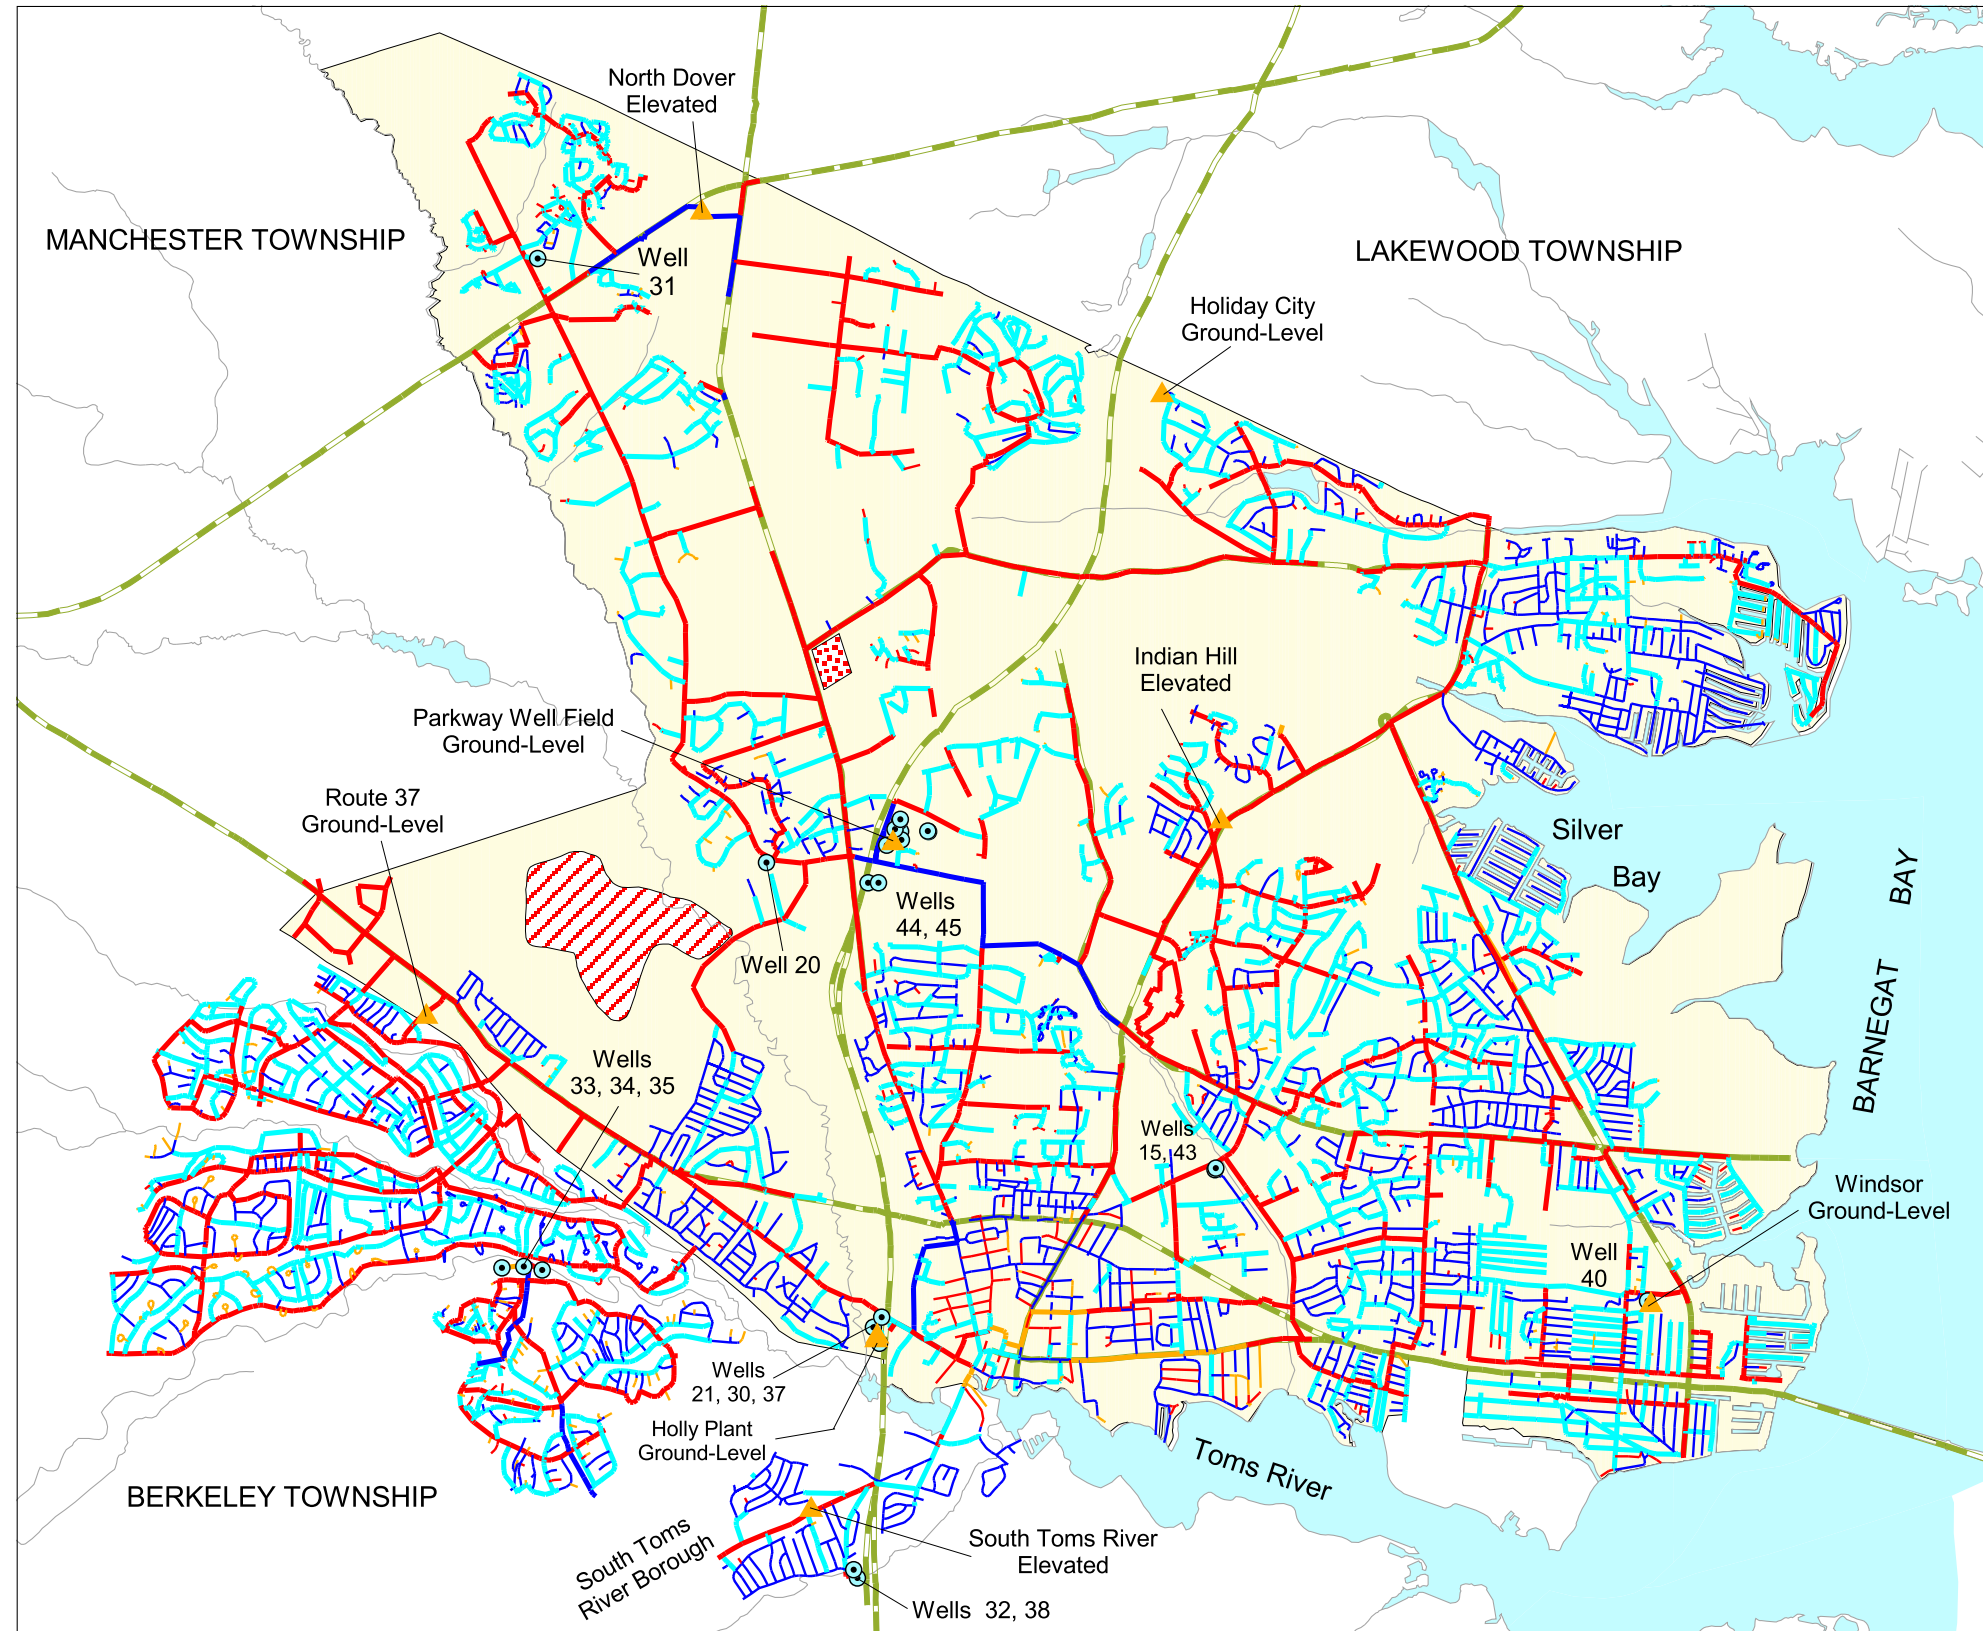 North Dover
Elevated
MANCHESTER TOWNSHIP
Well
31
LAKEWOOD TOWNSHIP
Holiday City
Ground-Level
Indian Hill
Elevated
Parkway Well Field
Ground-Level
Route 37
Ground-Level
Silver
Bay
BARNEGAT BAY
Wells
44, 45
Well 20
Wells
33, 34, 35
Wells
15, 43
Windsor
Ground-Level
Well
40
Wells
21, 30, 37
Holly Plant
Ground-Level
Toms River
BERKELEY TOWNSHIP
South Toms
River Borough
South Toms River
Elevated
Wells 32, 38